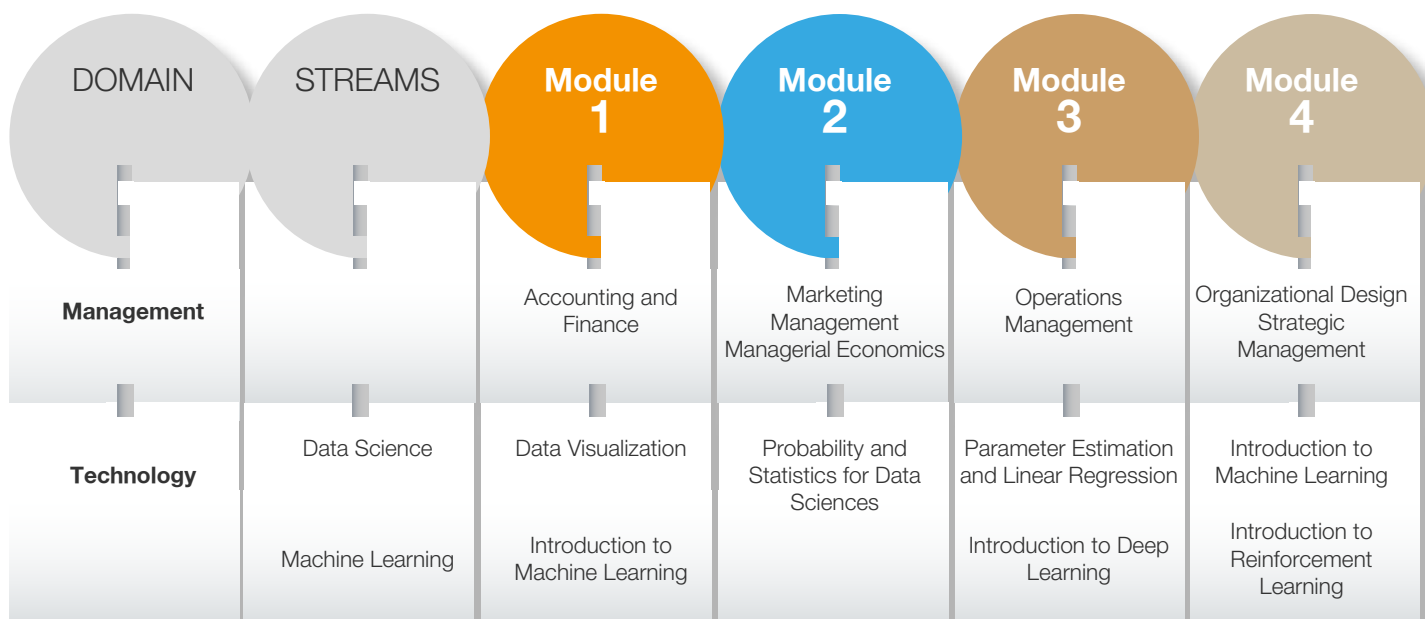 DOMAIN
STREAMS
Module
1
Module
2
Module
3
Module
4
Management
Accounting and
Finance
Marketing
Management
Managerial Economics
Operations
Management
Organizational Design
Strategic
Management
Technology
Data Science
Data Visualization
Probability and
Statistics for Data
Sciences
Parameter Estimation
and Linear Regression
Introduction to
Machine Learning
Machine Learning
Introduction to
Machine Learning
Introduction to Deep
Learning
Introduction to
Reinforcement
Learning